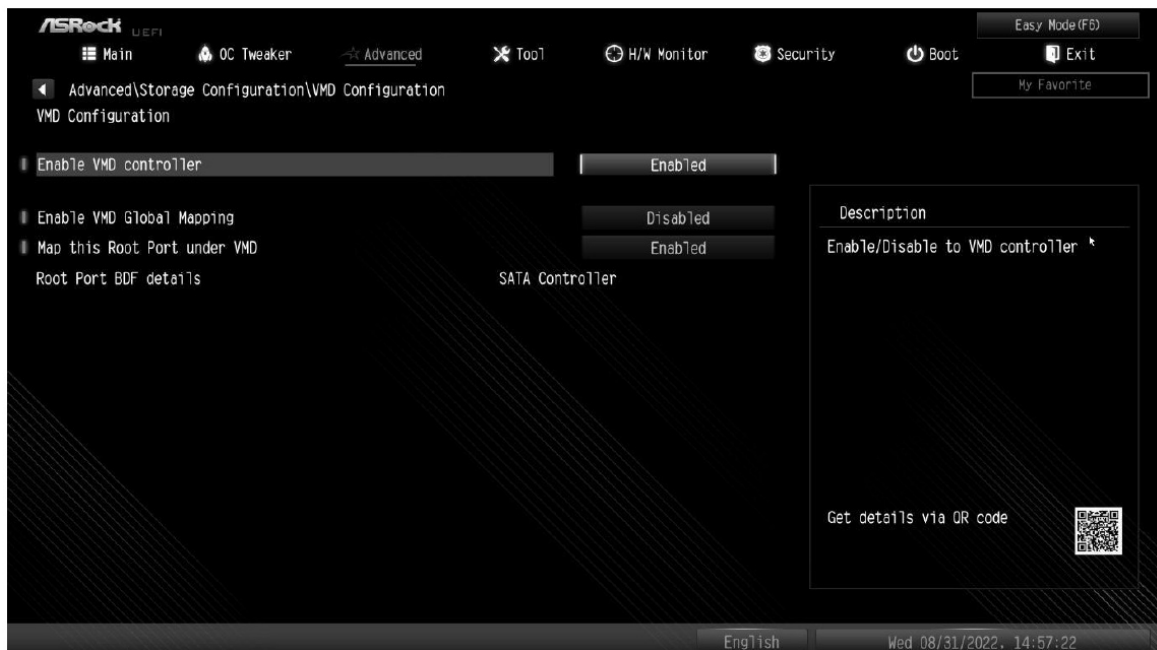 ASRock UEFI
Easy Mode(F6)
Main OC Tweaker Advanced Tool H/W Monitor Security Boot Exit
Advanced\Storage Configuration\VMD Configuration
My Favorite
VMD Configuration
Enable VMD controller Enabled
Enable VMD Global Mapping Disabled
Map this Root Port under VMD Enabled
Root Port BDF details SATA Controller
Description
Enable/Disable to VMD controller
Get details via QR code
English Wed 08/31/2022, 14:57:22